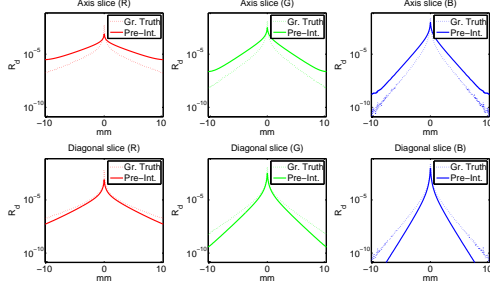 Axis slice (R)
Axis slice (G)
Axis slice (B)
Gr. Truth
Pre−Int.
Gr. Truth
Pre−Int.
Gr. Truth
Pre−Int.
R_d
10^−5
10^−10
−10
0
10
mm
R_d
10^−5
10^−10
−10
0
10
mm
R_d
10^−5
10^−10
−10
0
10
mm
Diagonal slice (R)
Diagonal slice (G)
Diagonal slice (B)
Gr. Truth
Pre−Int.
Gr. Truth
Pre−Int.
Gr. Truth
Pre−Int.
R_d
10^−5
10^−10
−10
0
10
mm
R_d
10^−5
10^−10
−10
0
10
mm
R_d
10^−5
10^−10
−10
0
10
mm